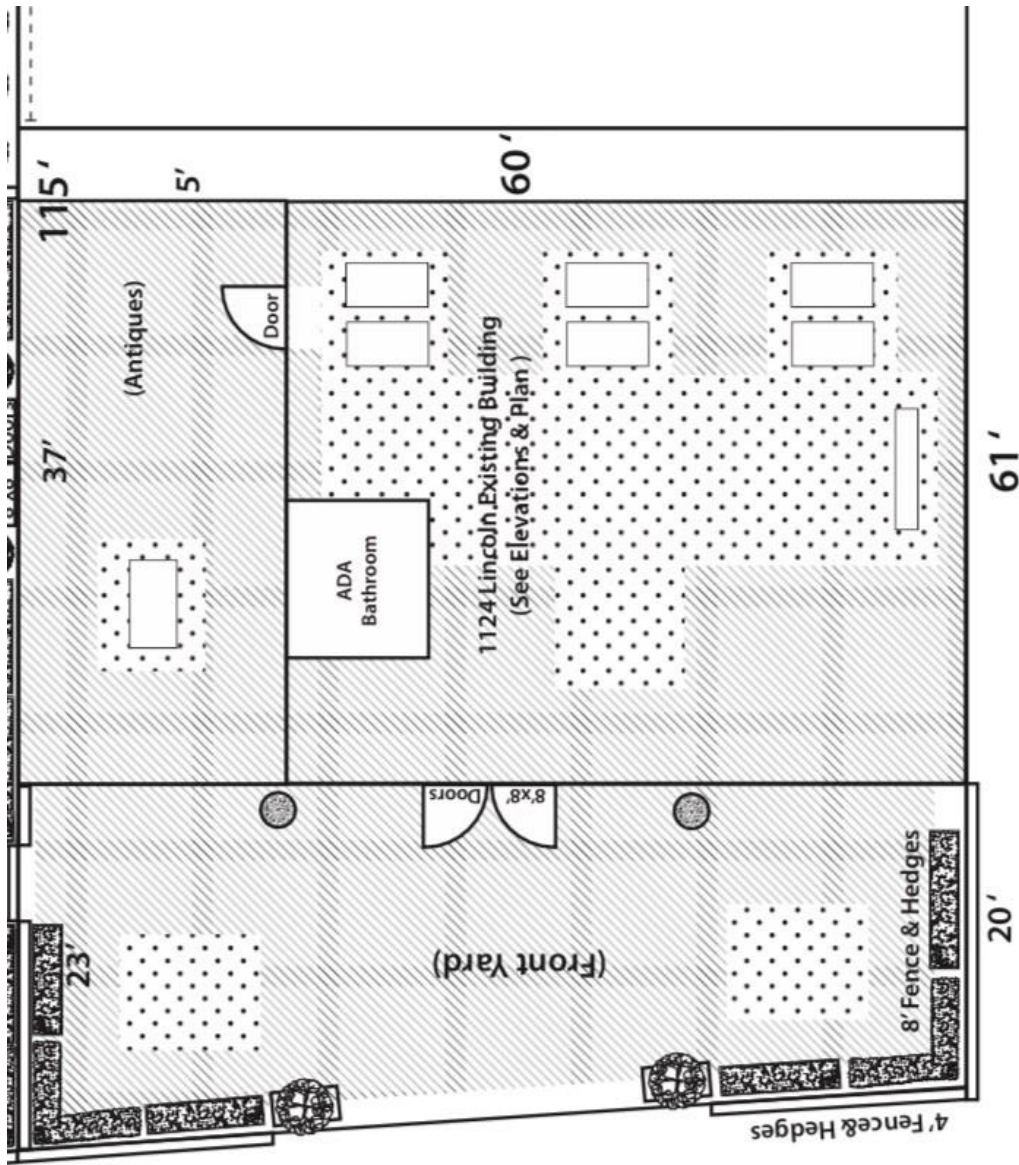 115‘
5‘
60‘
(Antiques)
Door
37‘
1124 Lincoln Existing Building
(See Elevations & Plan )
ADA
Bathroom
61‘
Doors
8'x8'
(Front Yard)
23‘
8' Fence & Hedges
20‘
4' Fence& Hedges